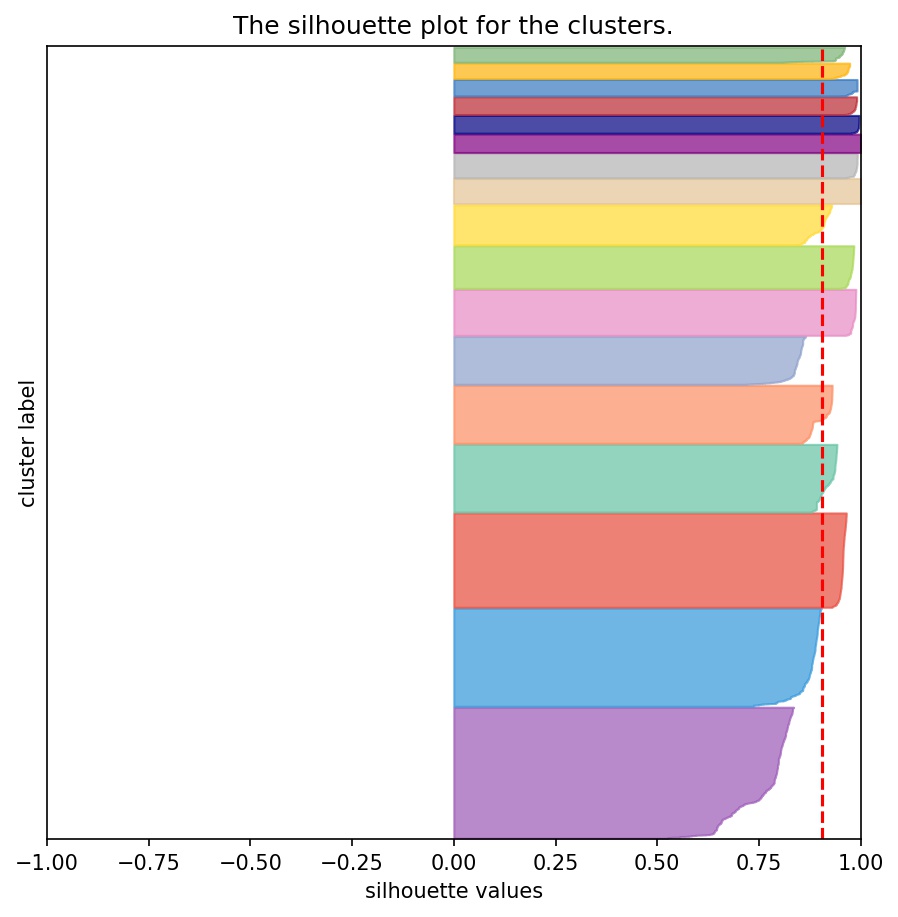 The silhouette plot for the clusters.
cluster label
−1.00 −0.75 −0.50 −0.25 0.00 0.25 0.50 0.75 1.00
silhouette values